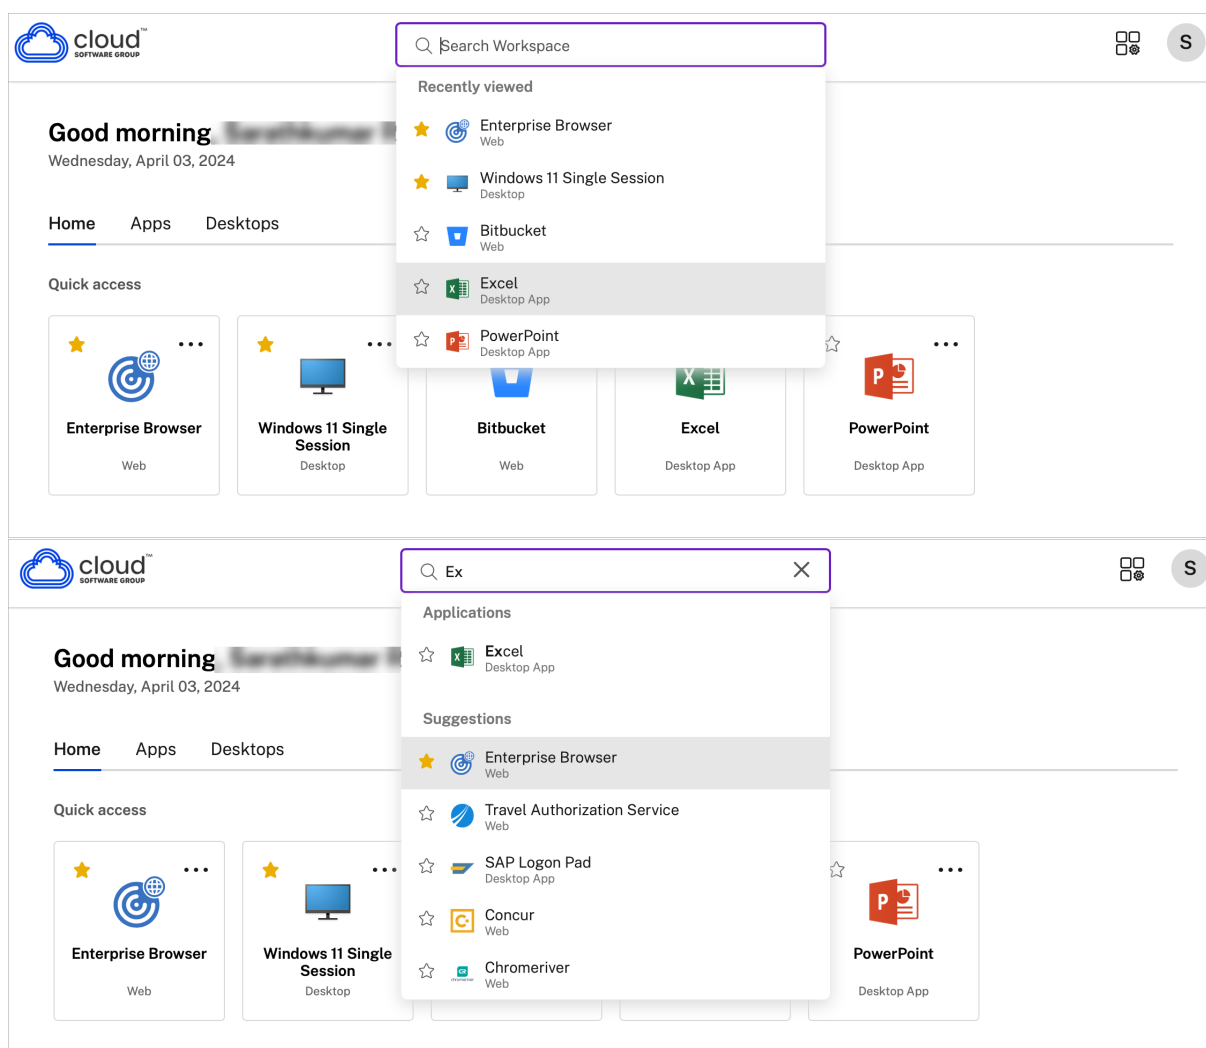 cloud™
SOFTWARE GROUP
Search Workspace
S
Recently viewed
Good morning,
Wednesday, April 03, 2024
Enterprise Browser
Web
Windows 11 Single Session
Desktop
Bitbucket
Web
Excel
Desktop App
PowerPoint
Desktop App
Home Apps Desktops
Quick access
Enterprise Browser
Web
Windows 11 Single
Session
Desktop
Bitbucket
Web
Excel
Desktop App
PowerPoint
Desktop App
cloud™
SOFTWARE GROUP
Ex
S
Applications
Excel
Desktop App
Good morning,
Wednesday, April 03, 2024
Suggestions
Enterprise Browser
Web
Travel Authorization Service
Web
SAP Logon Pad
Desktop App
Concur
Web
Chromeriver
Web
Home Apps Desktops
Quick access
Enterprise Browser
Web
Windows 11 Single
Session
Desktop
PowerPoint
Desktop App